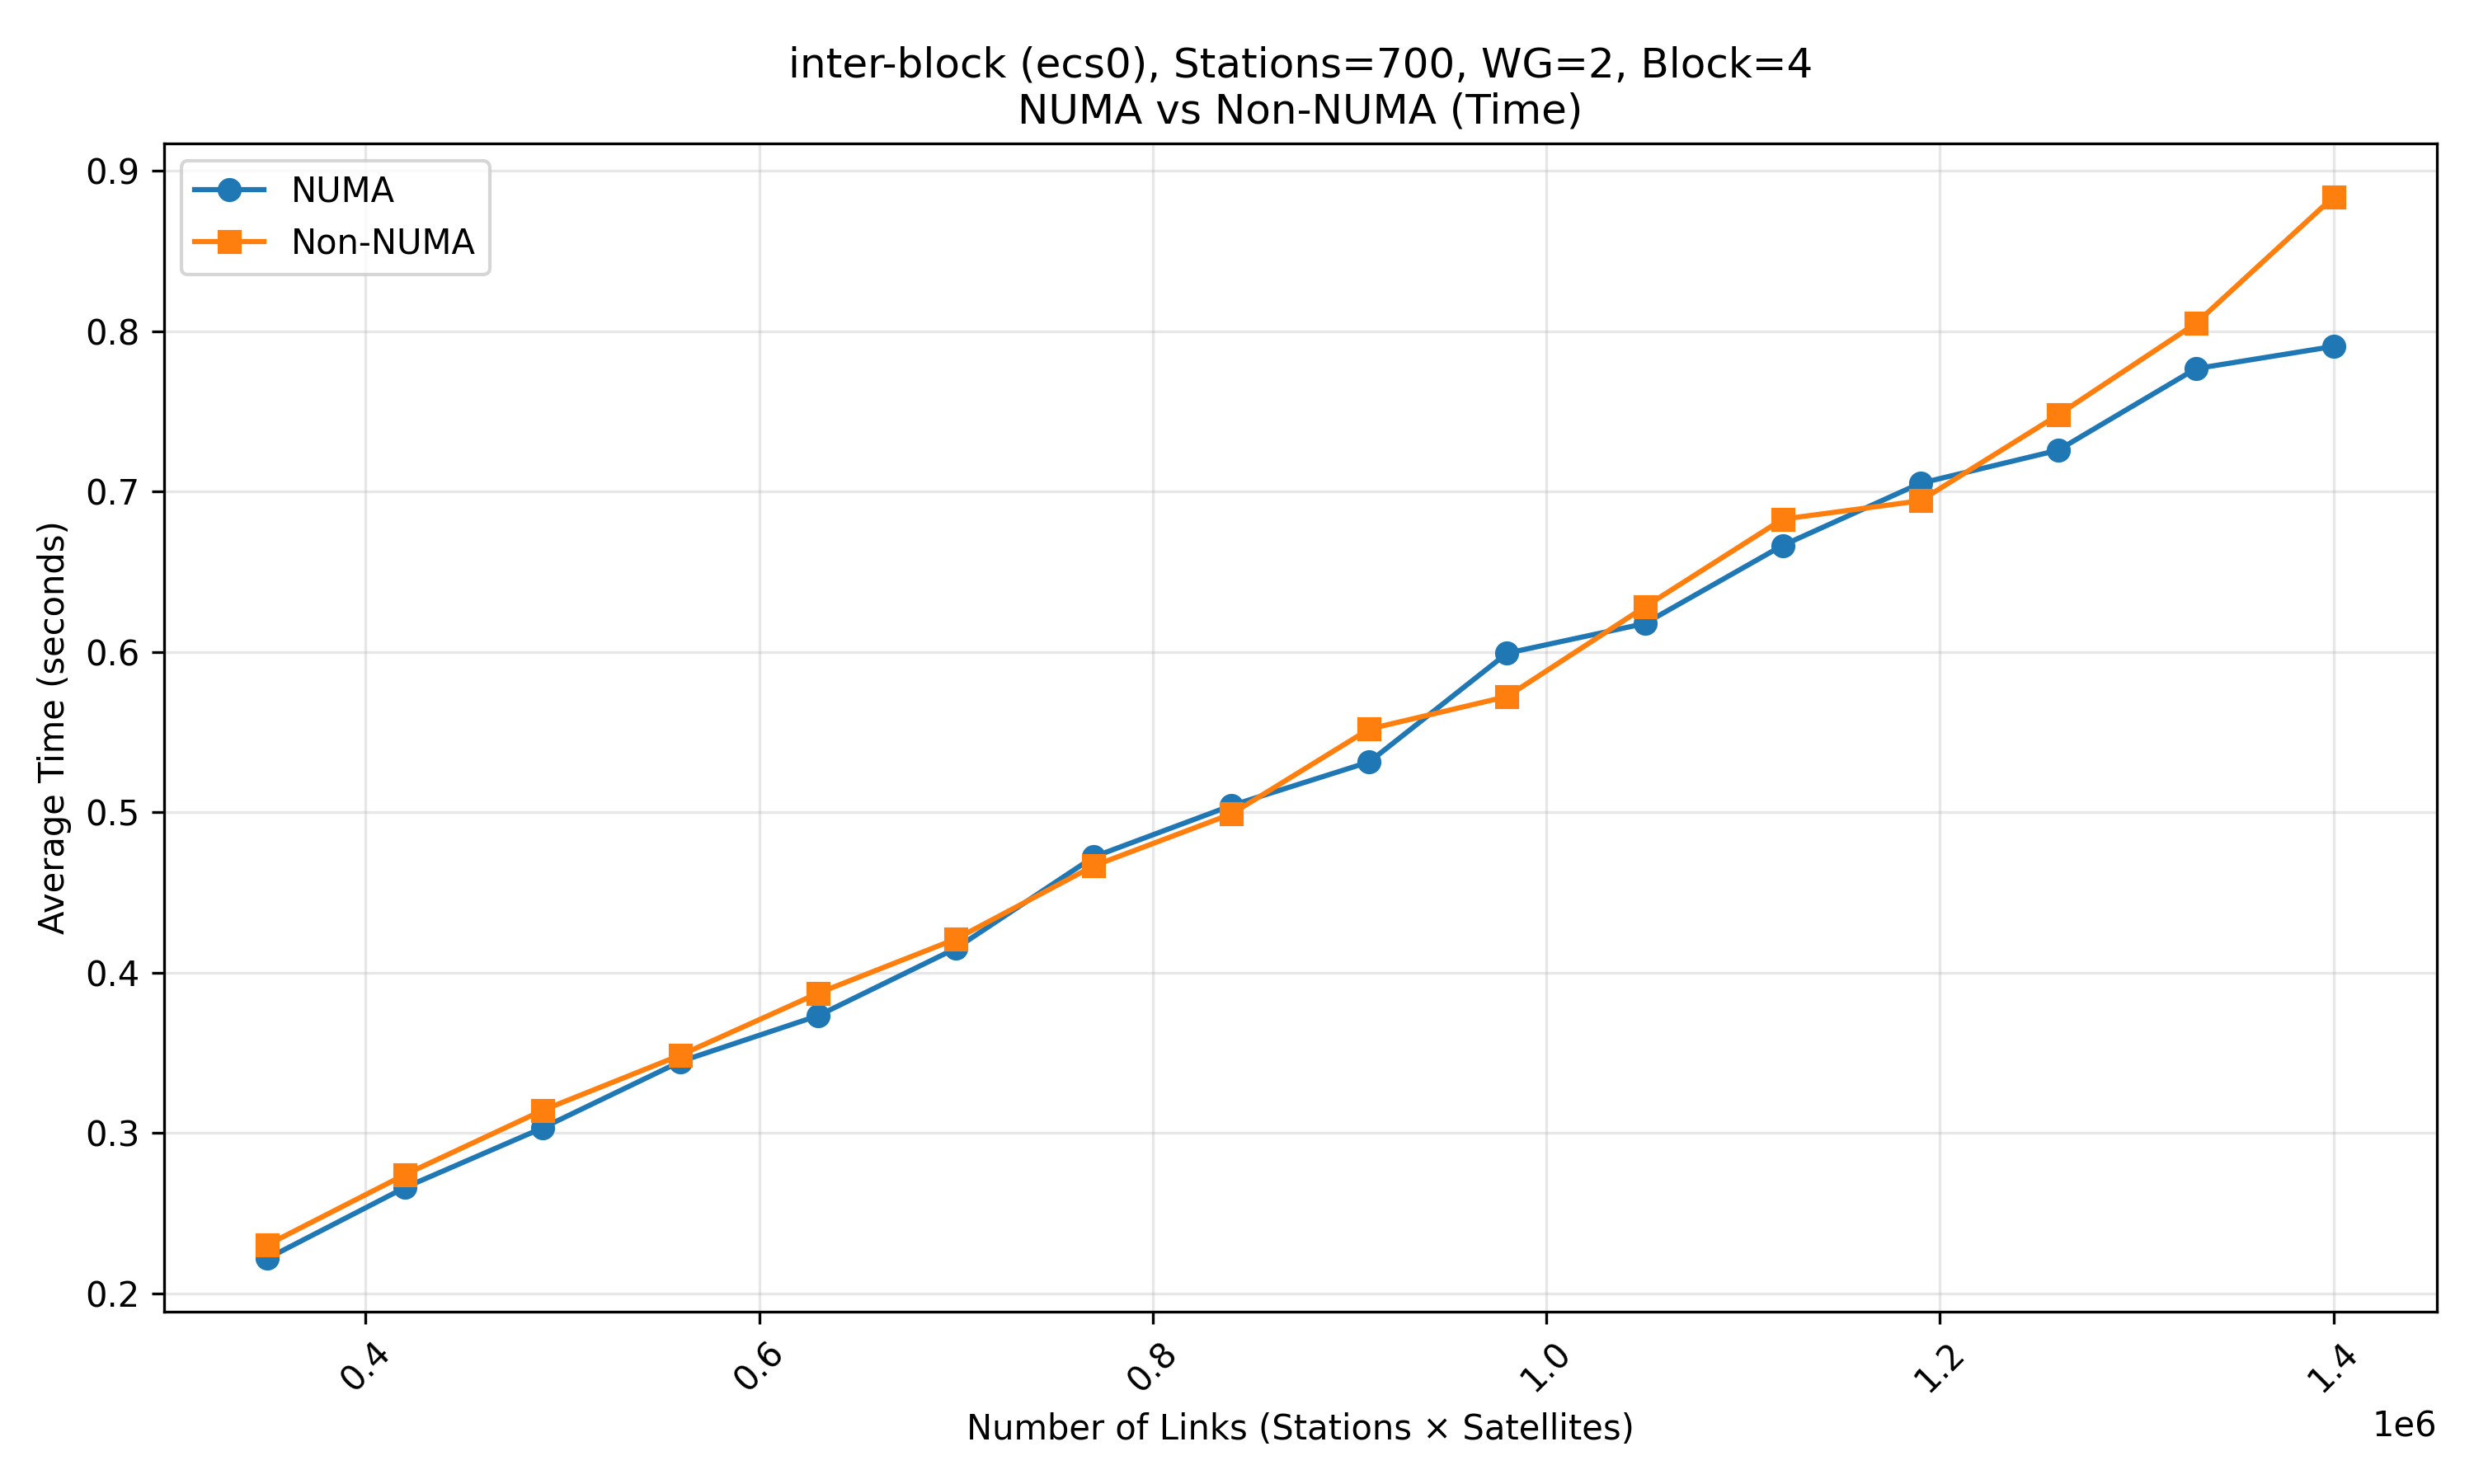 inter-block (ecs0), Stations=700, WG=2, Block=4
NUMA vs Non-NUMA (Time)
NUMA
Non-NUMA
Average Time (seconds)
0.9
0.8
0.7
0.6
0.5
0.4
0.3
0.2
0.4
0.6
0.8
1.0
1.2
1.4
1e6
Number of Links (Stations × Satellites)